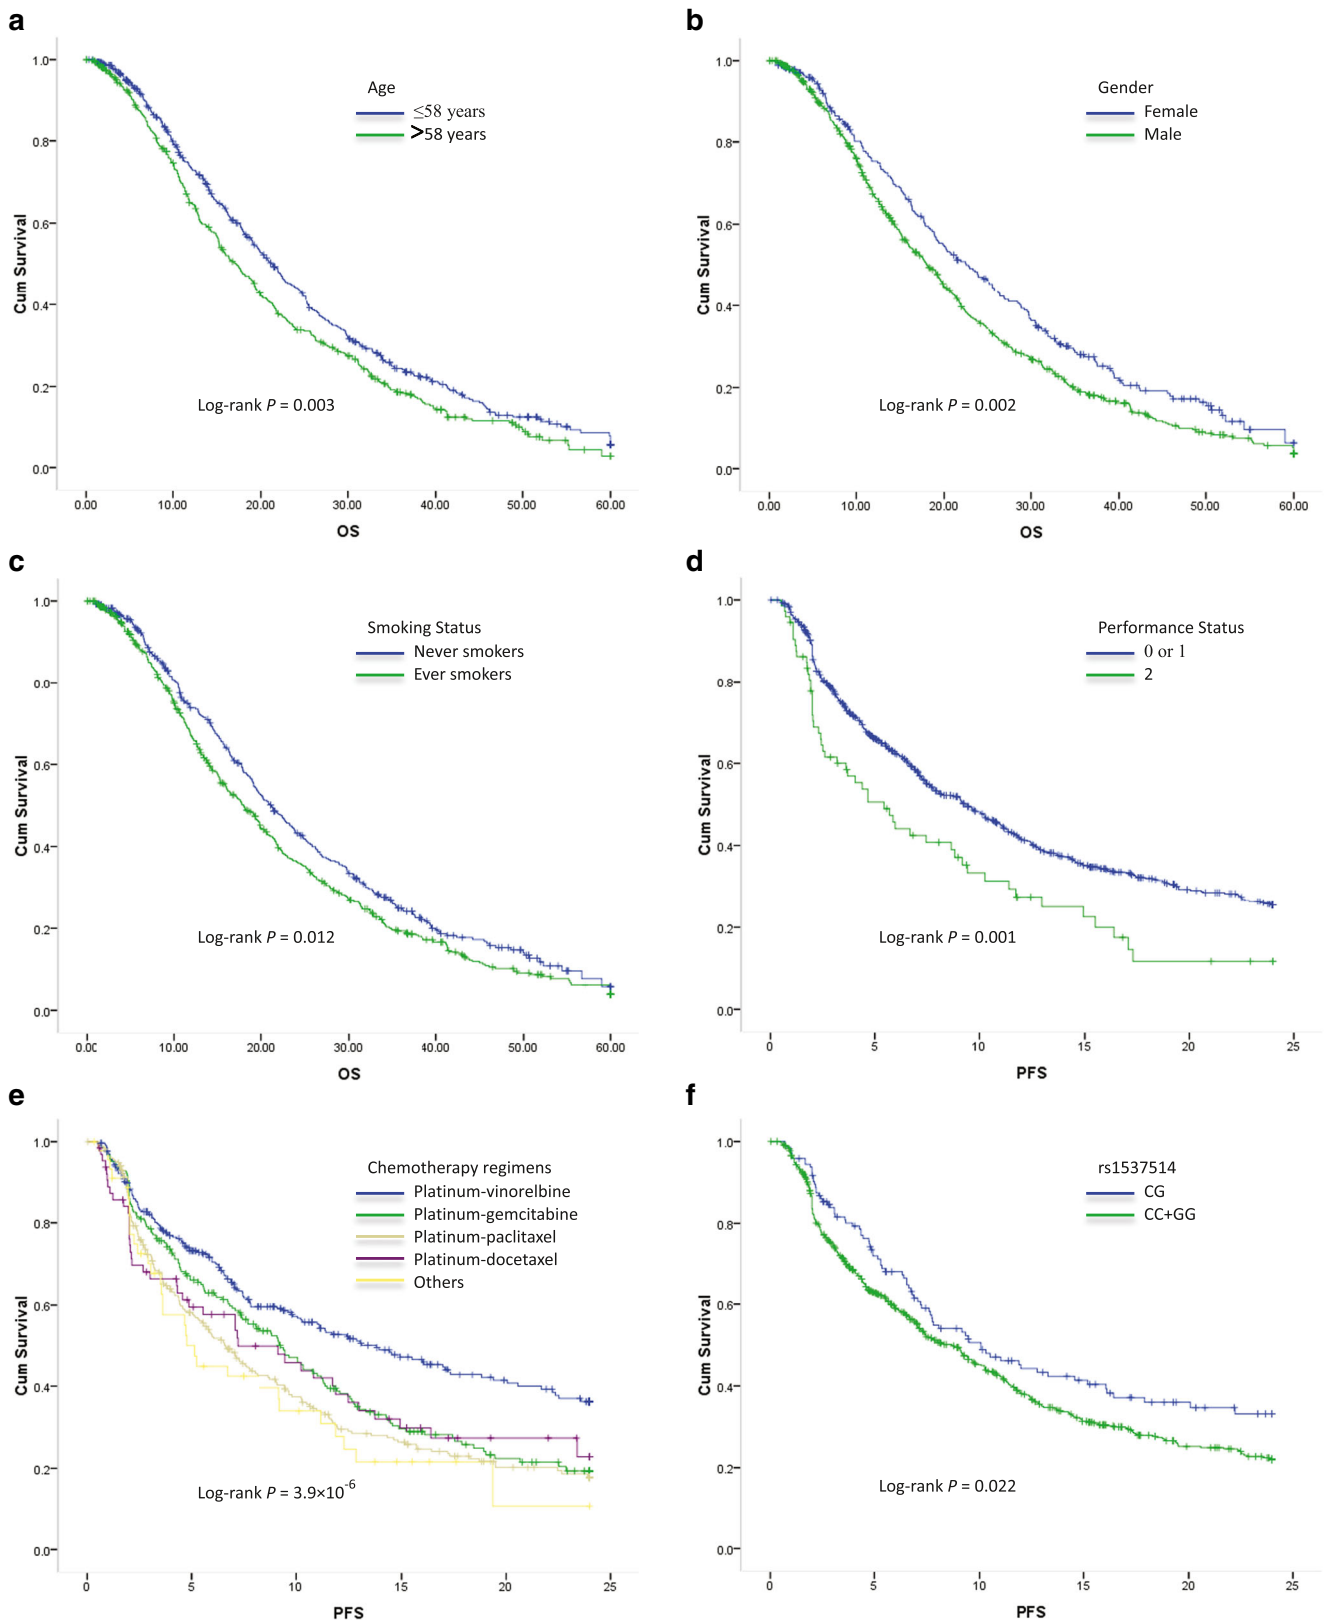 a
Age
≤58 years
>58 years
Cum Survival
1.0
0.8
0.6
0.4
0.2
0.0
Log-rank P = 0.003
0.00 10.00 20.00 30.00 40.00 50.00 60.00
OS
b
Gender
Female
Male
Cum Survival
1.0
0.8
0.6
0.4
0.2
0.0
Log-rank P = 0.002
0.00 10.00 20.00 30.00 40.00 50.00 60.00
OS
c
Smoking Status
Never smokers
Ever smokers
Cum Survival
1.0
0.0
0.6
0.4
0.2
0.0
Log-rank P = 0.012
0.0C 10.00 20.00 30.00 40.00 50.00 60.00
OS
d
Performance Status
0 or 1
2
Cum Survival
1.0
0.8
0.6
0.4
0.2
0.0
Log-rank P = 0.001
0 5 10 15 20 25
PFS
e
Chemotherapy regimens
Platinum-vinorelbine
Platinum-gemcitabine
Platinum-paclitaxel
Platinum-docetaxel
Others
Cum Survival
1.0
0.8
0.6
0.4
0.2
0.0
Log-rank P = 3.9×10⁻⁶
0 5 10 15 20 25
PFS
f
rs1537514
CG
CC+GG
Cum Survival
1.0
0.8
0.6
0.4
0.2
0.0
Log-rank P = 0.022
0 5 10 15 20 25
PFS